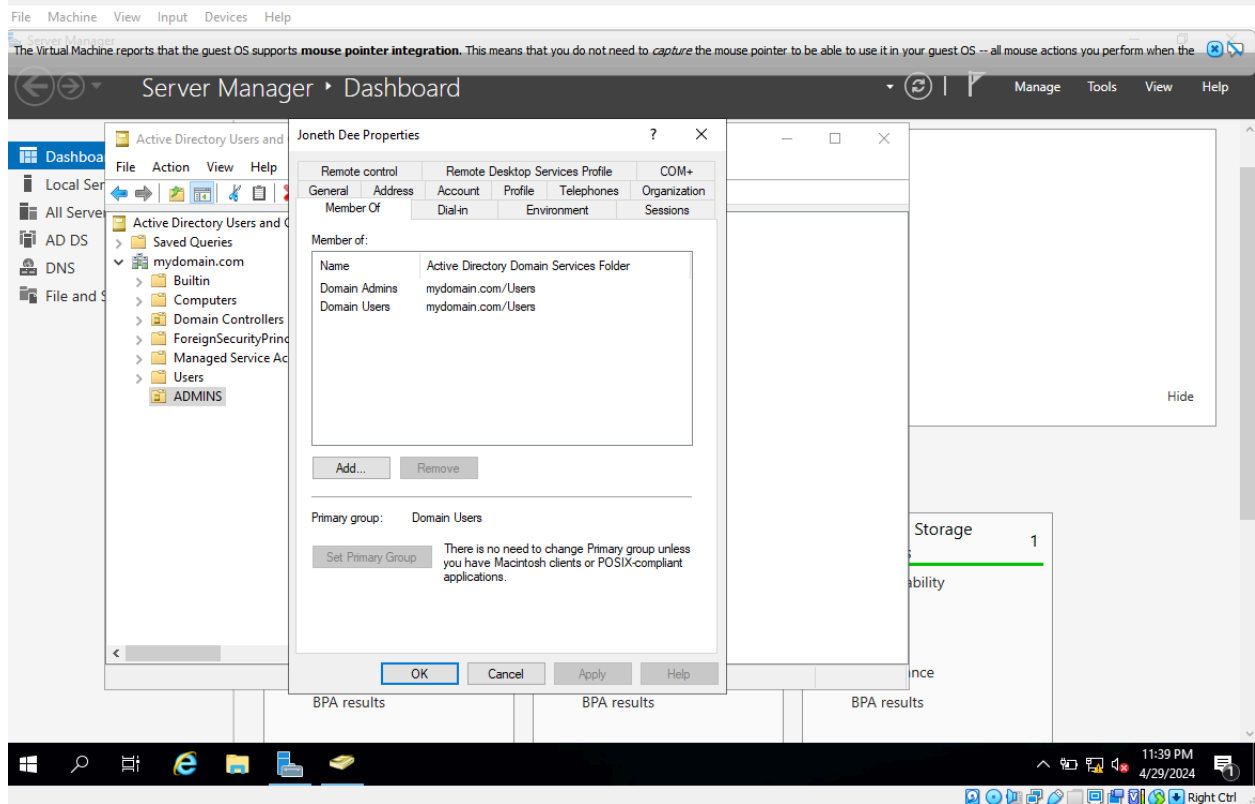 File Machine View Input Devices Help
Server Manager
The Virtual Machine reports that the guest OS supports mouse pointer integration. This means that you do not need to capture the mouse pointer to be able to use it in your guest OS -- all mouse actions you perform when the
Server Manager ‣ Dashboard
Manage Tools View Help
Dashboa
Local Ser
All Server
AD DS
DNS
File and S
Active Directory Users and
File Action View Help
Active Directory Users and C
Saved Queries
mydomain.com
Builtin
Computers
Domain Controllers
ForeignSecurityPrinc
Managed Service Ac
Users
ADMINS
Joneth Dee Properties
? 
Remote control Remote Desktop Services Profile COM+
General Address Account Profile Telephones Organization
Member Of Dial-in Environment Sessions
Member of:
Name Active Directory Domain Services Folder
Domain Admins mydomain.com/Users
Domain Users mydomain.com/Users
Add... Remove
Primary group: Domain Users
Set Primary Group
There is no need to change Primary group unless
you have Macintosh clients or POSIX-compliant
applications.
OK Cancel Apply Help
Hide
Storage
1
ability
nce
BPA results BPA results BPA results
11:39 PM
4/29/2024
1
Right Ctrl